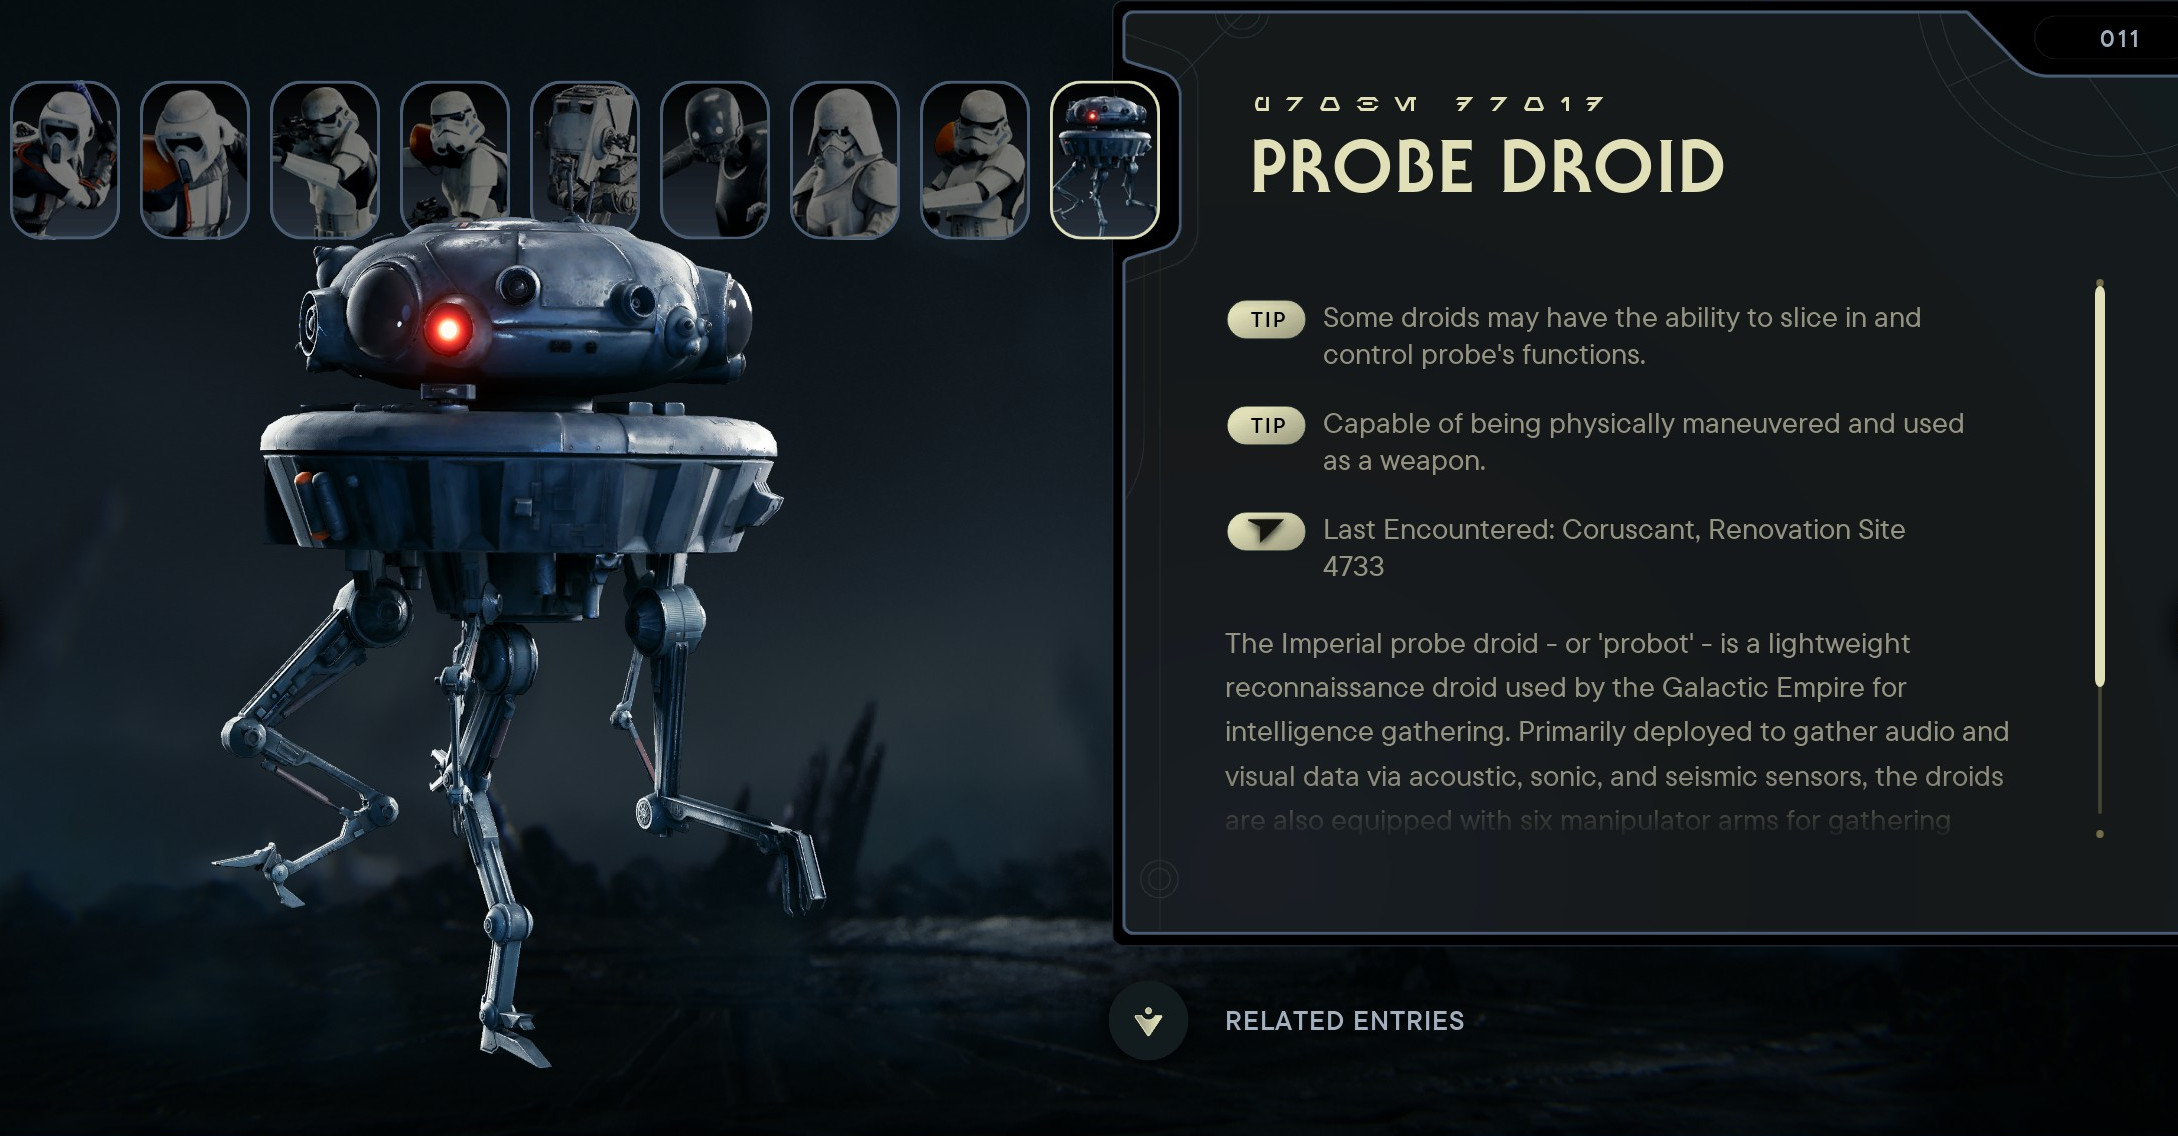 011
PROBE DROID
TIP Some droids may have the ability to slice in and
control probe's functions.
TIP Capable of being physically maneuvered and used
as a weapon.
Last Encountered: Coruscant, Renovation Site
4733
The Imperial probe droid - or 'probot' - is a lightweight
reconnaissance droid used by the Galactic Empire for
intelligence gathering. Primarily deployed to gather audio and
visual data via acoustic, sonic, and seismic sensors, the droids
are also equipped with six manipulator arms for gathering
RELATED ENTRIES